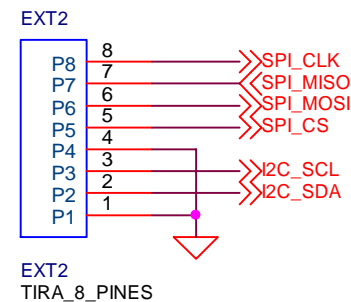 EXT2
P8 8 SPI_CLK
P7 7 SPI_MISO
P6 6 SPI_MOSI
P5 5 SPI_CS
P4 4
P3 3 I2C_SCL
P2 2 I2C_SDA
P1 1
EXT2
TIRA_8_PINES